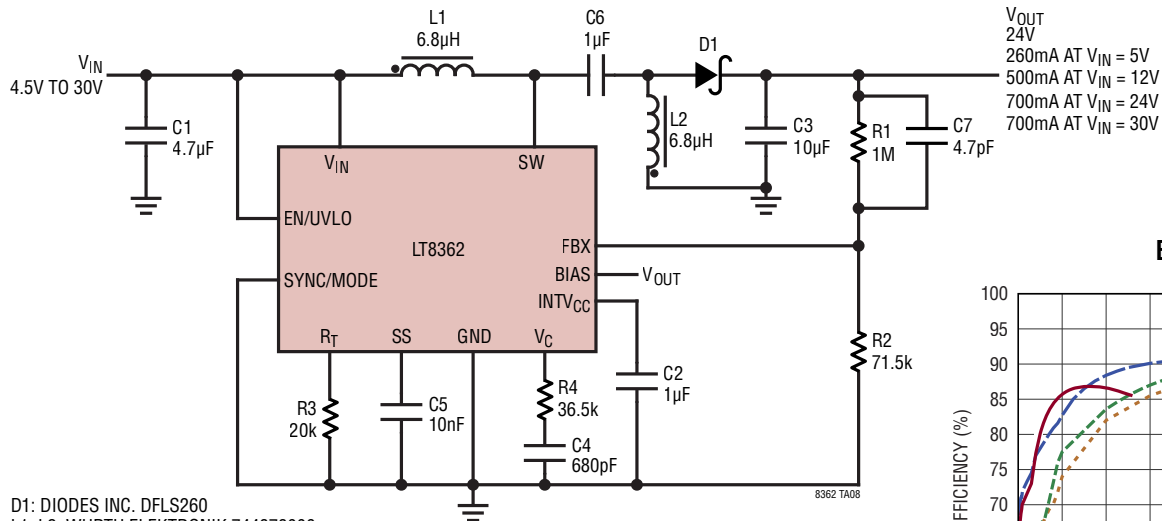 L1
6.8µH
C6
1µF
D1
VOUT
24V
260mA AT VIN = 5V
500mA AT VIN = 12V
700mA AT VIN = 24V
700mA AT VIN = 30V
VIN
4.5V TO 30V
C1
4.7µF
L2
6.8µH
C3
10µF
R1
1M
C7
4.7pF
VIN
SW
EN/UVLO
LT8362
FBX
SYNC/MODE
BIAS
VOUT
INTVCC
RT
SS
GND
VC
R2
71.5k
C2
1µF
R3
20k
C5
10nF
R4
36.5k
C4
680pF
8362 TA08
D1: DIODES INC. DFLS260
100
95
90
85
80
75
70